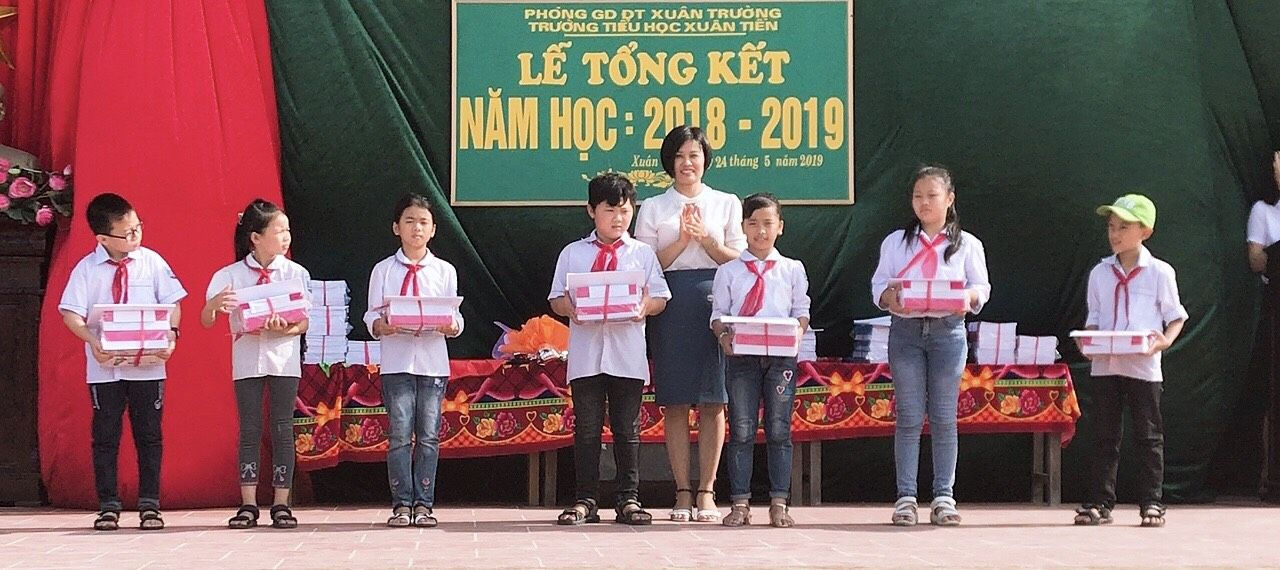 PHÒNG GD ĐT XUÂN TRƯỜNG
TRƯỜNG TIỂU HỌC XUÂN TIẾN
LỄ TỔNG KẾT
NĂM HỌC: 2018 - 2019
Xuân 24 tháng 5 năm 2019